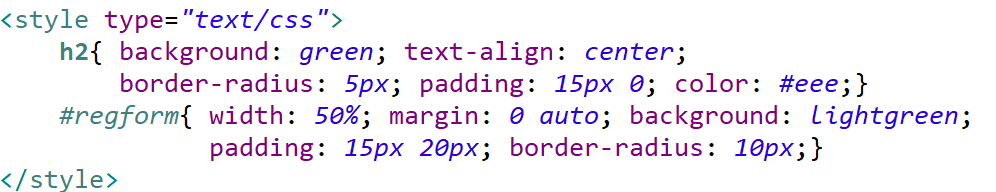 <style type="text/css">
h2{ background: green; text-align: center;
border-radius: 5px; padding: 15px 0; color: #eee;}
#regform{ width: 50%; margin: 0 auto; background: lightgreen;
padding: 15px 20px; border-radius: 10px;}
</style>